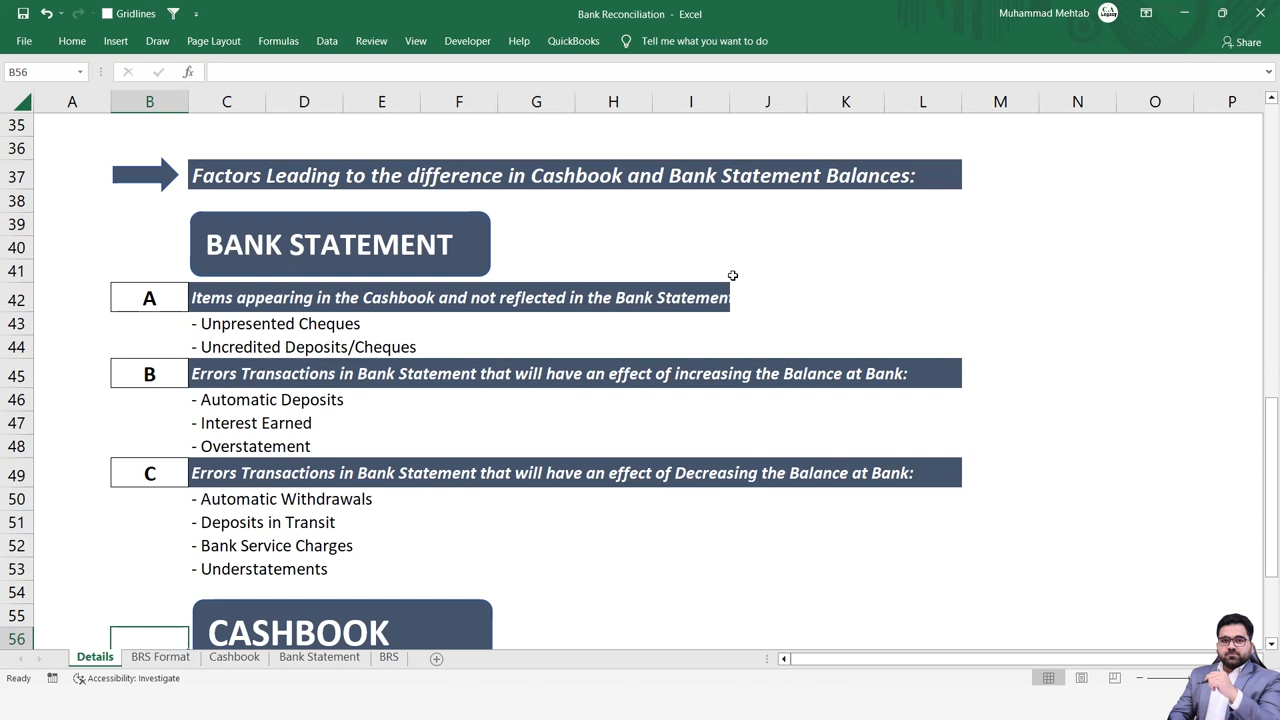 Gridlines
Bank Reconciliation - Excel
Muhammad Mehtab
File Home Insert Draw Page Layout Formulas Data Review View Developer Help QuickBooks Tell me what you want to do Share
B56
fx
A B C D E F G H I J K L M N O P
35
36
37 Factors Leading to the difference in Cashbook and Bank Statement Balances:
38
39
40 BANK STATEMENT
41
42 A Items appearing in the Cashbook and not reflected in the Bank Statement
43 - Unpresented Cheques
44 - Uncredited Deposits/Cheques
45 B Errors Transactions in Bank Statement that will have an effect of increasing the Balance at Bank:
46 - Automatic Deposits
47 - Interest Earned
48 - Overstatement
49 C Errors Transactions in Bank Statement that will have an effect of Decreasing the Balance at Bank:
50 - Automatic Withdrawals
51 - Deposits in Transit
52 - Bank Service Charges
53 - Understatements
54
55
56 CASHBOOK
Details BRS Format Cashbook Bank Statement BRS
Ready Accessibility: Investigate